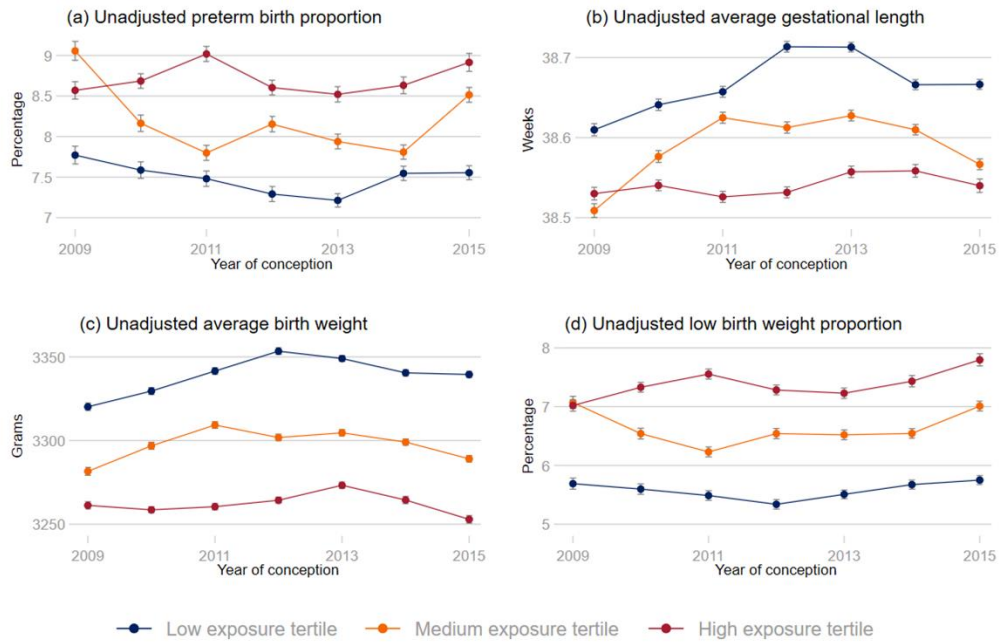 (a) Unadjusted preterm birth proportion
9
8.5
8
7.5
7
Percentage
2009 2011 2013 2015
Year of conception
(b) Unadjusted average gestational length
38.7
38.6
38.5
Weeks
2009 2011 2013 2015
Year of conception
(c) Unadjusted average birth weight
3350
3300
3250
Grams
2009 2011 2013 2015
Year of conception
(d) Unadjusted low birth weight proportion
8
7
6
5
Percentage
2009 2011 2013 2015
Year of conception
Low exposure tertile Medium exposure tertile High exposure tertile